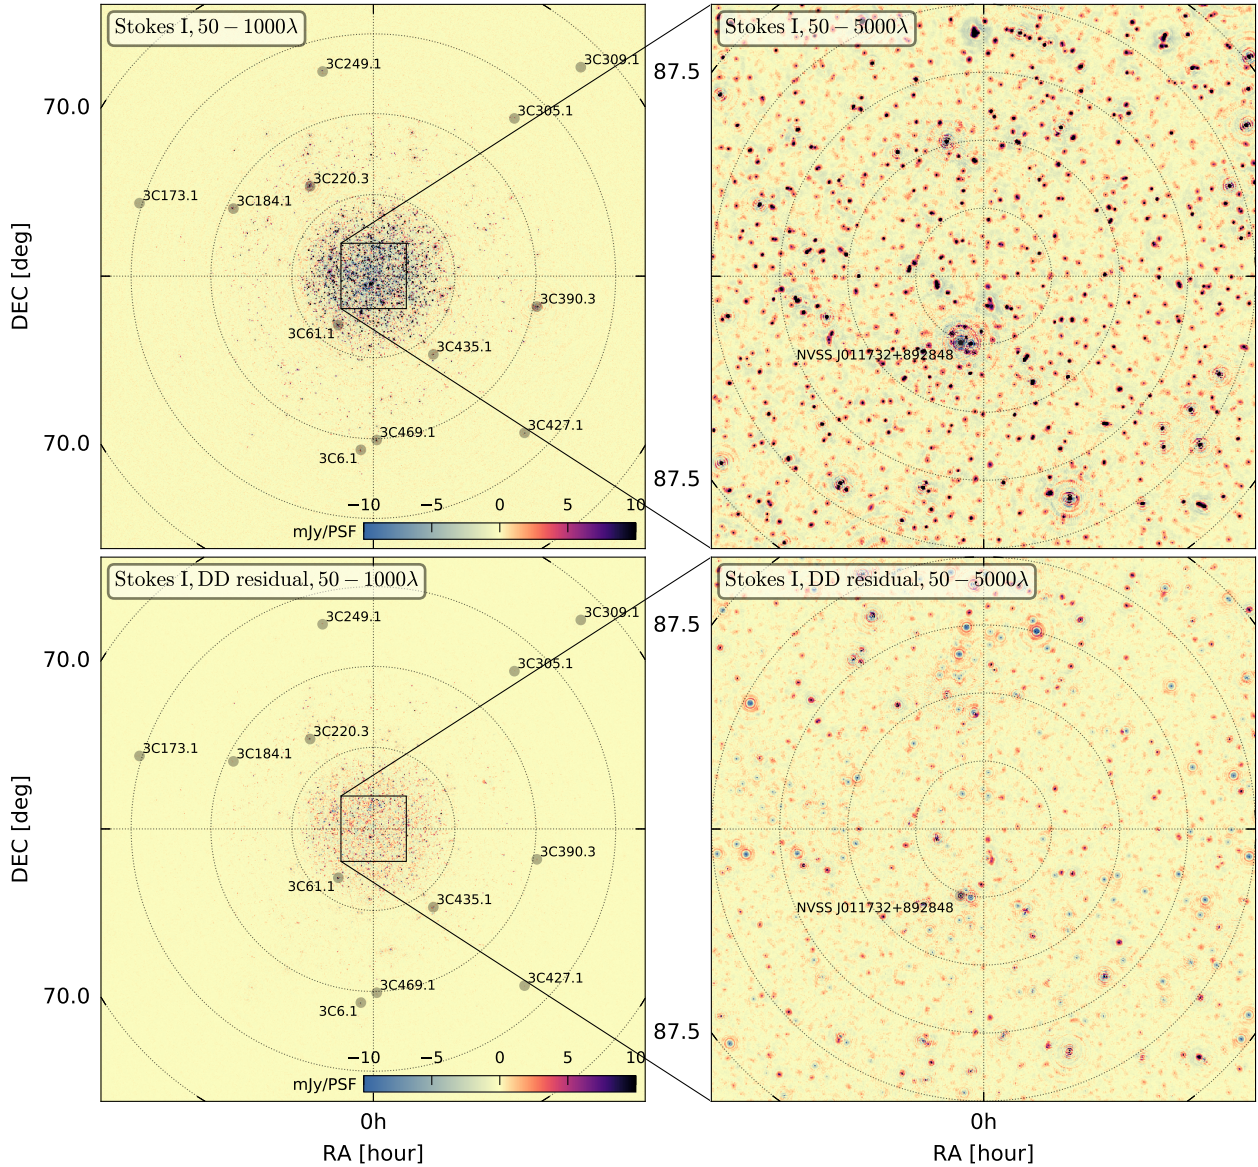 Stokes I, 50 − 1000λ
3C249.1
3C309.1
70.0
3C305.1
3C220.3
3C173.1
3C184.1
DEC [deg]
3C390.3
3C61.1
3C435.1
3C469.1
3C427.1
70.0
3C6.1
−10 −5 0 5 10
mJy/PSF
Stokes I, 50 − 5000λ
87.5
NVSS J011732+892848
87.5
Stokes I, DD residual, 50 − 1000λ
3C249.1
3C309.1
70.0
3C305.1
3C220.3
3C173.1
3C184.1
DEC [deg]
3C390.3
3C61.1
3C435.1
3C469.1
3C427.1
70.0
3C6.1
−10 −5 0 5 10
mJy/PSF
0h
RA [hour]
Stokes I, DD residual, 50 − 5000λ
87.5
NVSS J011732+892848
87.5
0h
RA [hour]